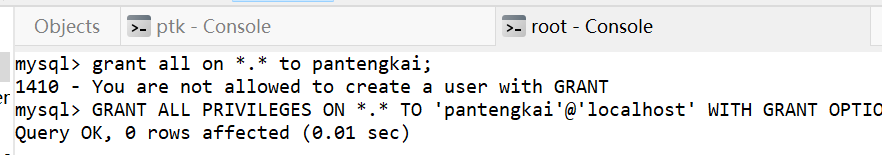 Objects
ptk - Console
root - Console
mysql> grant all on *.* to pantengkai;
1410 - You are not allowed to create a user with GRANT
er
mysql> GRANT ALL PRIVILEGES ON *.* TO 'pantengkai'@'localhost' WITH GRANT OPTIO
Query OK, 0 rows affected (0.01 sec)